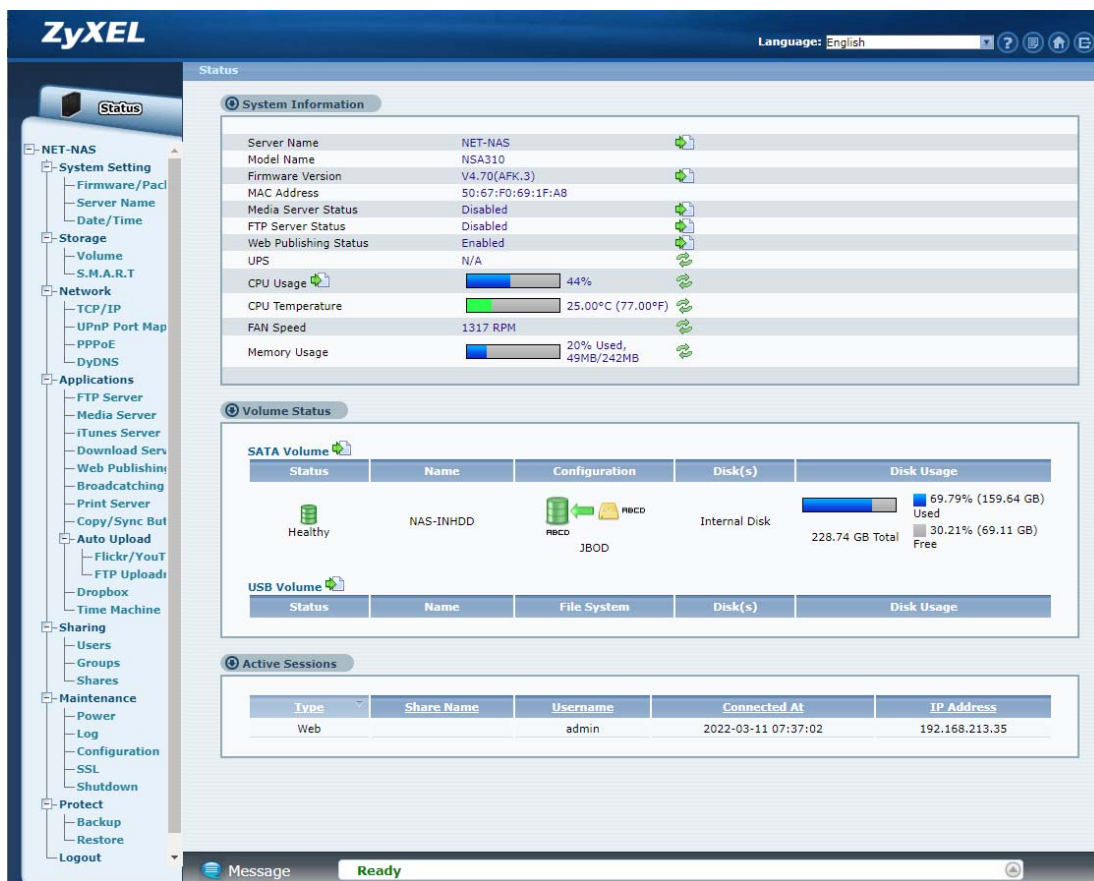 ZyXEL
Language: English
Status
Status
NET-NAS
System Setting
Firmware/Pacl
Server Name
Date/Time
Storage
Volume
S.M.A.R.T
Network
TCP/IP
UPnP Port Map
PPPoE
DyDNS
Applications
FTP Server
Media Server
iTunes Server
Download Serv
Web Publishing
Broadcatching
Print Server
Copy/Sync But
Auto Upload
Flickr/YouT
FTP Uploadr
Dropbox
Time Machine
Sharing
Users
Groups
Shares
Maintenance
Power
Log
Configuration
SSL
Shutdown
Protect
Backup
Restore
Logout
System Information
Server Name NET-NAS
Model Name NSA310
Firmware Version V4.70(AFK.3)
MAC Address 50:67:F0:69:1F:A8
Media Server Status Disabled
FTP Server Status Disabled
Web Publishing Status Enabled
UPS N/A
CPU Usage 44%
CPU Temperature 25.00°C (77.00°F)
FAN Speed 1317 RPM
Memory Usage 20% Used,
49MB/242MB
Volume Status
SATA Volume
Status Name Configuration Disk(s) Disk Usage
Healthy NAS-INHDD ABCD ABCD JBOD Internal Disk 228.74 GB Total 69.79% (159.64 GB)
Used
30.21% (69.11 GB)
Free
USB Volume
Status Name File System Disk(s) Disk Usage
Active Sessions
Type Share Name Username Connected At IP Address
Web admin 2022-03-11 07:37:02 192.168.213.35
Message Ready